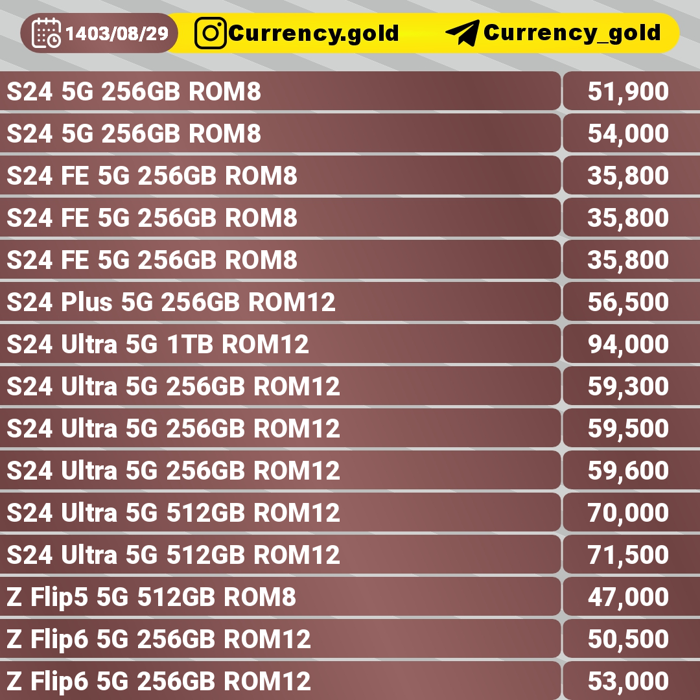 1403/08/29 Currency.gold Currency_gold
S24 5G 256GB ROM8 51,900
S24 5G 256GB ROM8 54,000
S24 FE 5G 256GB ROM8 35,800
S24 FE 5G 256GB ROM8 35,800
S24 FE 5G 256GB ROM8 35,800
S24 Plus 5G 256GB ROM12 56,500
S24 Ultra 5G 1TB ROM12 94,000
S24 Ultra 5G 256GB ROM12 59,300
S24 Ultra 5G 256GB ROM12 59,500
S24 Ultra 5G 256GB ROM12 59,600
S24 Ultra 5G 512GB ROM12 70,000
S24 Ultra 5G 512GB ROM12 71,500
Z Flip5 5G 512GB ROM8 47,000
Z Flip6 5G 256GB ROM12 50,500
Z Flip6 5G 256GB ROM12 53,000